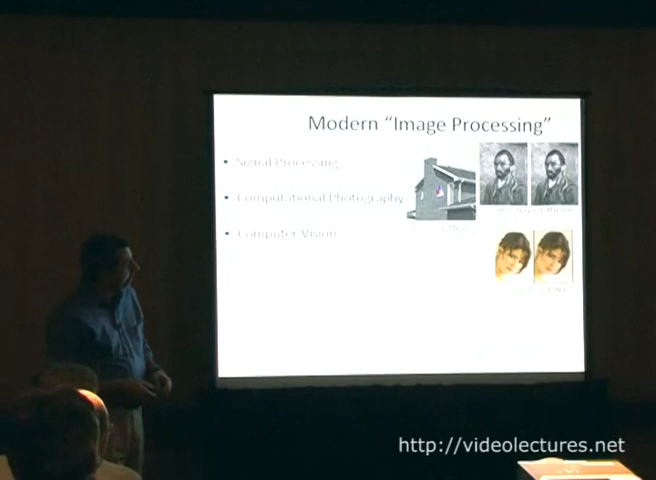 Modern “Image Processing”
• Signal Processing
• Computational Photography
• Computer Vision
http://videolectures.net